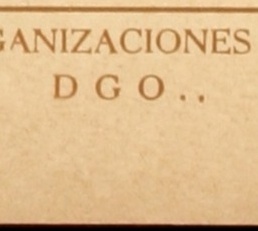 GANIZACIONES
D G O . .